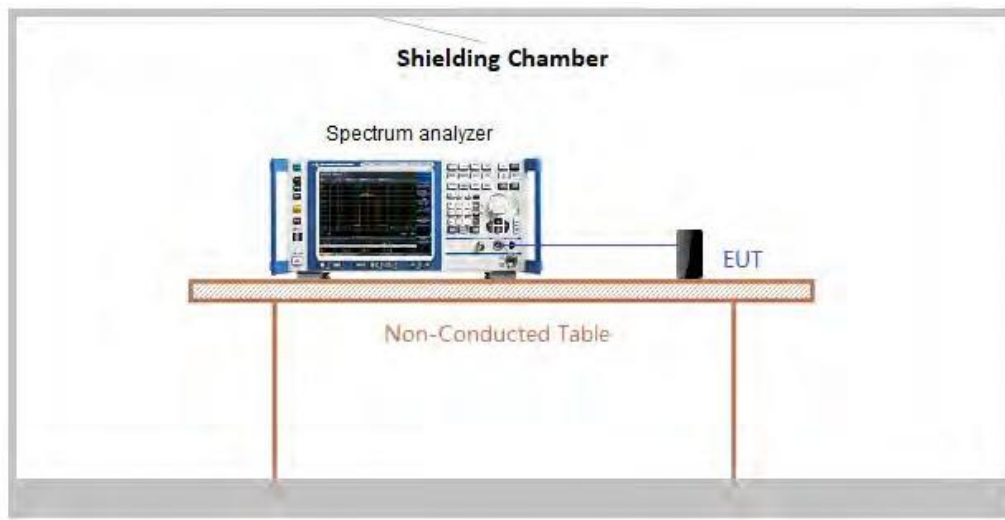 Shielding Chamber
Spectrum analyzer
EUT
Non-Conducted Table